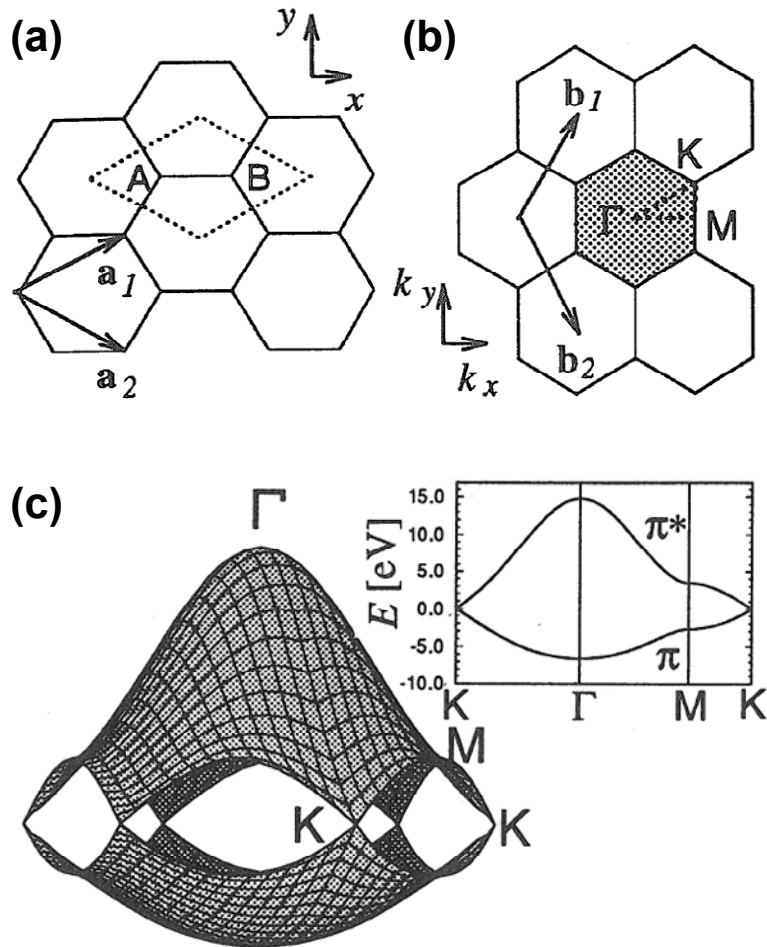 (a)
y
x
A
B
a1
a2
(b)
b1
K
Γ
M
ky
kx
b2
(c)
Γ
E [eV]
15.0
10.0
5.0
0.0
-5.0
-10.0
π*
π
K
Γ
M
K
M
K
K